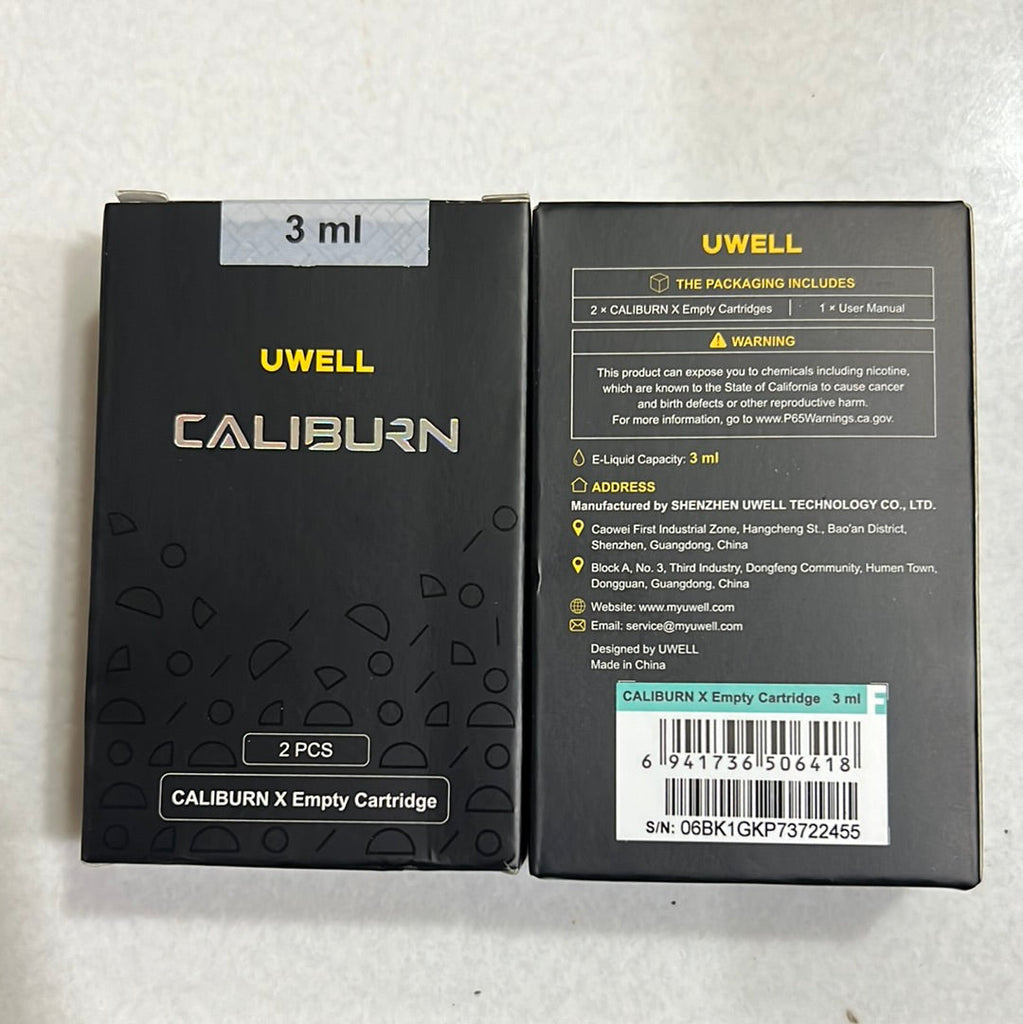 3 ml
UWELL
CALIBURN
2 PCS
CALIBURN X Empty Cartridge
UWELL
THE PACKAGING INCLUDES
2 × CALIBURN X Empty Cartridges
1 × User Manual
WARNING
This product can expose you to chemicals including nicotine,
which are known to the State of California to cause cancer
and birth defects or other reproductive harm.
For more information, go to www.P65Warnings.ca.gov.
E-Liquid Capacity: 3 ml
ADDRESS
Manufactured by SHENZHEN UWELL TECHNOLOGY CO., LTD.
Caowei First Industrial Zone, Hangcheng St., Bao'an District,
Shenzhen, Guangdong, China
Block A, No. 3, Third Industry, Dongfeng Community, Humen Town,
Dongguan, Guangdong, China
Website: www.myuwell.com
Email: service@myuwell.com
Designed by UWELL
Made in China
CALIBURN X Empty Cartridge 3 ml
F
6 941736 506418
S/N: 06BK1GKP73722455